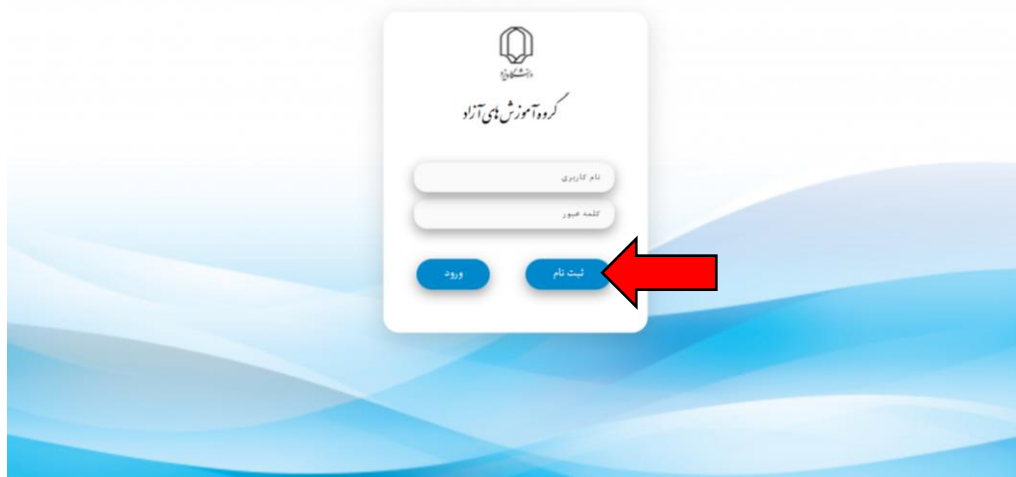 دانشگاه یزد
گروه آموزش های آزاد
نام کاربری
کلمه عبور
ثبت نام
ورود